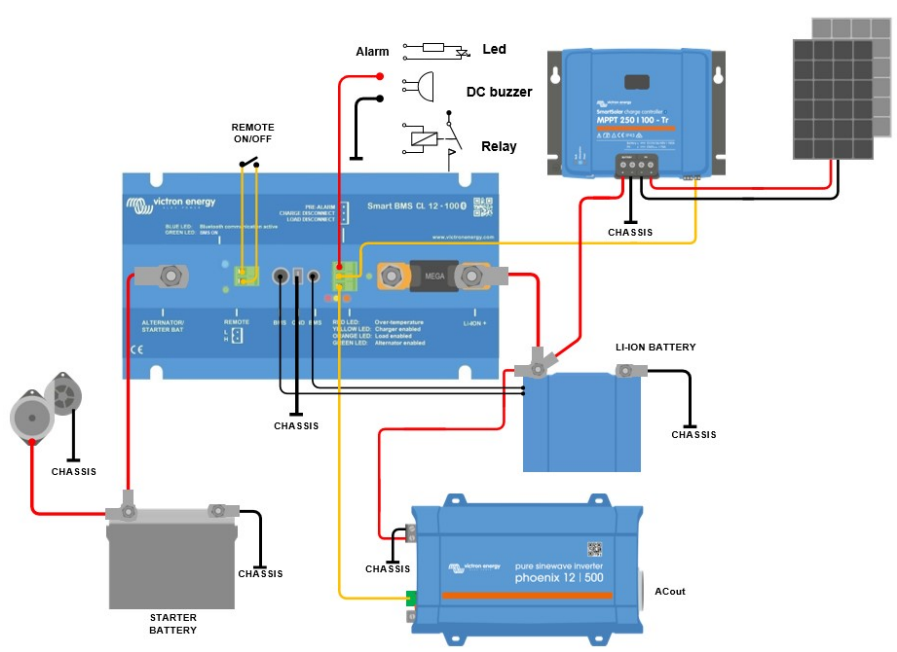 Alarm
Led
DC buzzer
Relay
REMOTE
ON/OFF
victron energy
SmartSolar charge controller
MPPT 250 | 100 - Tr
CHASSIS
victron energy
BLUE LED: Bluetooth communication active
GREEN LED: BMS ON
PRE-ALARM
CHARGE DISCONNECT
LOAD DISCONNECT
Smart BMS CL 12 - 100
www.victronenergy.com
MEGA
ALTERNATOR/
STARTER BAT
REMOTE
L
H
BMS
GND
BMS
RED LED: Over-temperature
YELLOW LED: Charger enabled
ORANGE LED: Load enabled
GREEN LED: Alternator enabled
LI-ION +
CE
LI-ION BATTERY
CHASSIS
CHASSIS
CHASSIS
CHASSIS
CHASSIS
victron energy
pure sinewave inverter
phoenix 12 | 500
ACout
STARTER
BATTERY